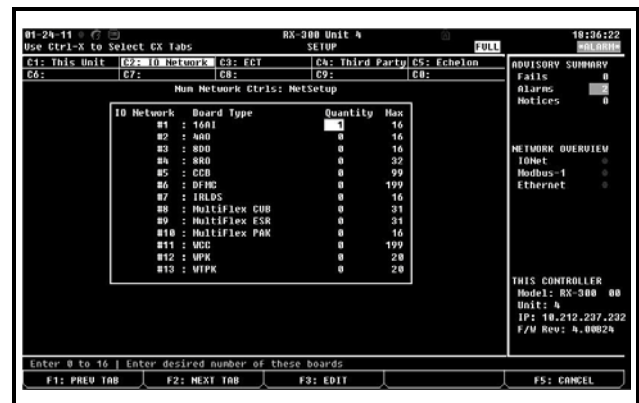 01-24-11 RX-300 Unit 4 10:36:22
Use Ctrl-X to Select CX Tabs SETUP FULL *ALARM*
C1: This Unit C2: IO Network C3: ECT C4: Third Party C5: Echelon
C6: C7: C8: C9: C0:
Num Network Ctrls: NetSetup
IO Network Board Type Quantity Max
#1 : 16AI 1 16
#2 : 4AO 0 16
#3 : 8DO 0 16
#4 : 8RO 0 32
#5 : CCB 0 99
#6 : DFMC 0 199
#7 : IRLDS 0 16
#8 : MultiFlex CUB 0 31
#9 : MultiFlex ESR 0 31
#10 : MultiFlex PAK 0 16
#11 : WCC 0 199
#12 : WPK 0 20
#13 : WTPK 0 20
ADVISORY SUMMARY
Fails 0
Alarms 2
Notices 0
NETWORK OVERVIEW
IONet
Modbus-1
Ethernet
THIS CONTROLLER
Model: RX-300 00
Unit: 4
IP: 10.212.237.232
F/W Rev: 4.00B24
Enter 0 to 16 | Enter desired number of these boards
F1: PREV TAB F2: NEXT TAB F3: EDIT F5: CANCEL